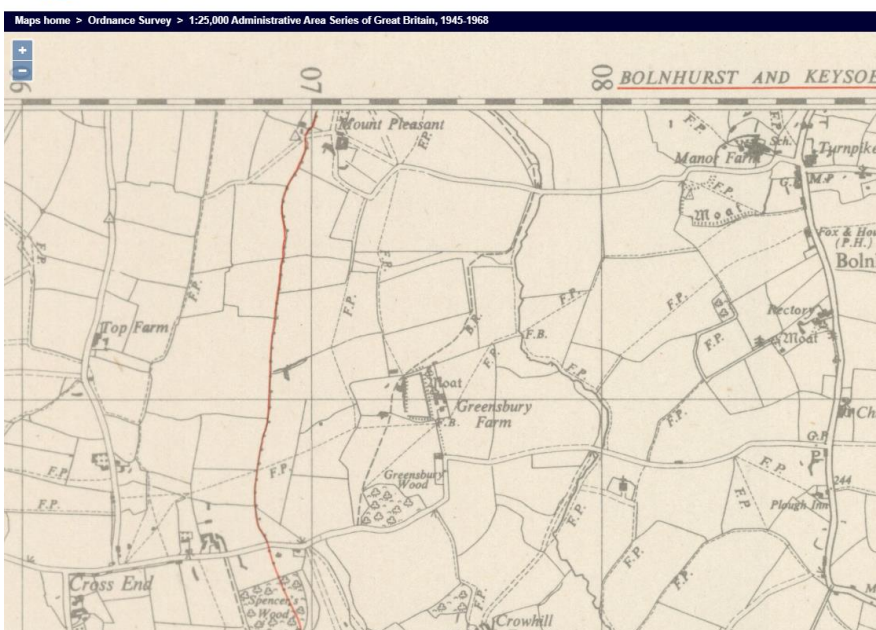 Maps home > Ordnance Survey > 1:25,000 Administrative Area Series of Great Britain, 1945-1968
+
−
06
07
08
BOLNHURST AND KEYSOE
Mount Pleasant
F.P.
F.P.
F.P.
Sch.
Manor Farm
Turnpike
F.P.
G.
M.P
Moat
Fox & Hou
(P.H.)
F.P.
F.P.
Boln
F.P.
F.P.
F.P.
F.P.
Rectory
Top Farm
B.R.
F.B.
Moat
F.P.
F.P.
F.P.
Moat
Greensbury
Farm
F.P.
Ch
F.B.
G.P
P
F.P.
F.P.
F.P.
Greensbury
Wood
244
F.P.
F.P.
Plough Inn
F.P.
F.P.
F.P.
Cross End
Spencer's
Wood
F.P.
M
Crowhill